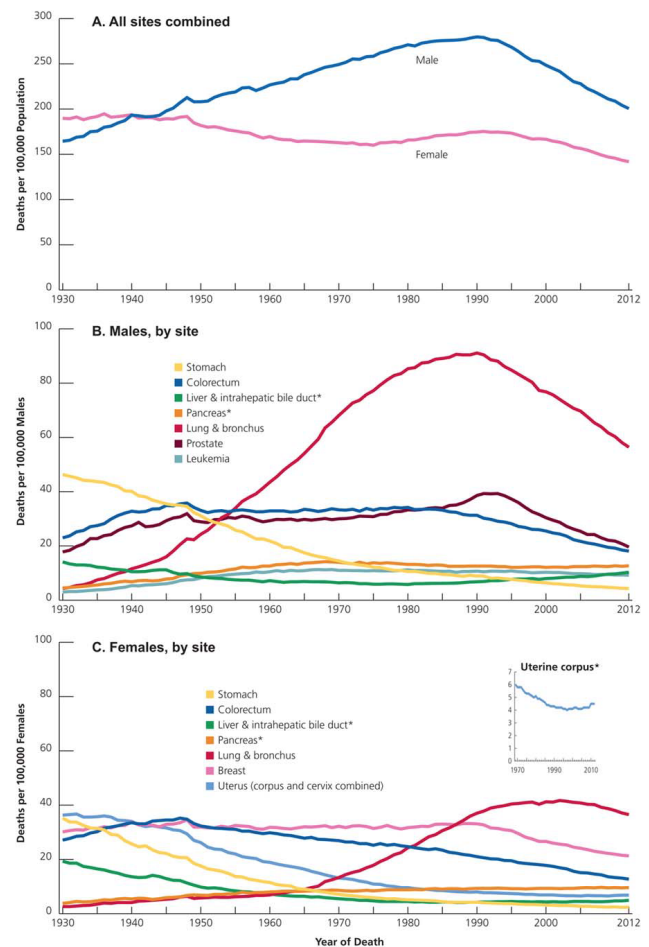 A. All sites combined
Deaths per 100,000 Population
300
250
200
150
100
50
0
Male
Female
1930 1940 1950 1960 1970 1980 1990 2000 2012
B. Males, by site
Deaths per 100,000 Males
100
80
60
40
20
0
Stomach
Colorectum
Liver & intrahepatic bile duct*
Pancreas*
Lung & bronchus
Prostate
Leukemia
1930 1940 1950 1960 1970 1980 1990 2000 2012
C. Females, by site
Deaths per 100,000 Females
100
80
60
40
20
0
Stomach
Colorectum
Liver & intrahepatic bile duct*
Pancreas*
Lung & bronchus
Breast
Uterus (corpus and cervix combined)
Uterine corpus*
7
6
5
4
3
2
1
0
1970 1990 2010
1930 1940 1950 1960 1970 1980 1990 2000 2012
Year of Death